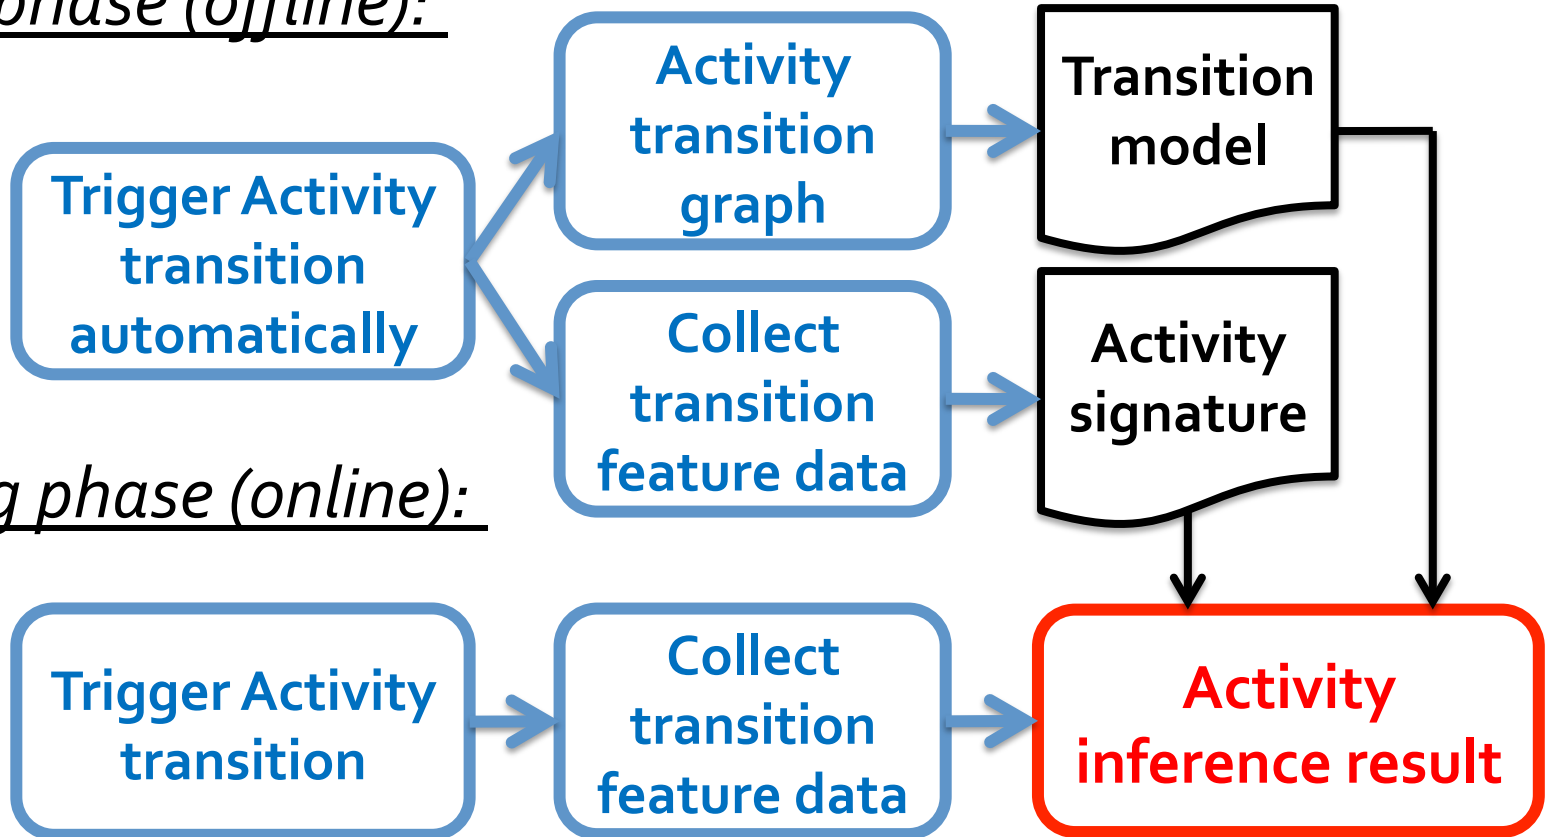 phase (offline):
Activity
transition
graph
Transition
model
Trigger Activity
transition
automatically
Collect
transition
feature data
Activity
signature
g phase (online):
Trigger Activity
transition
Collect
transition
feature data
Activity
inference result